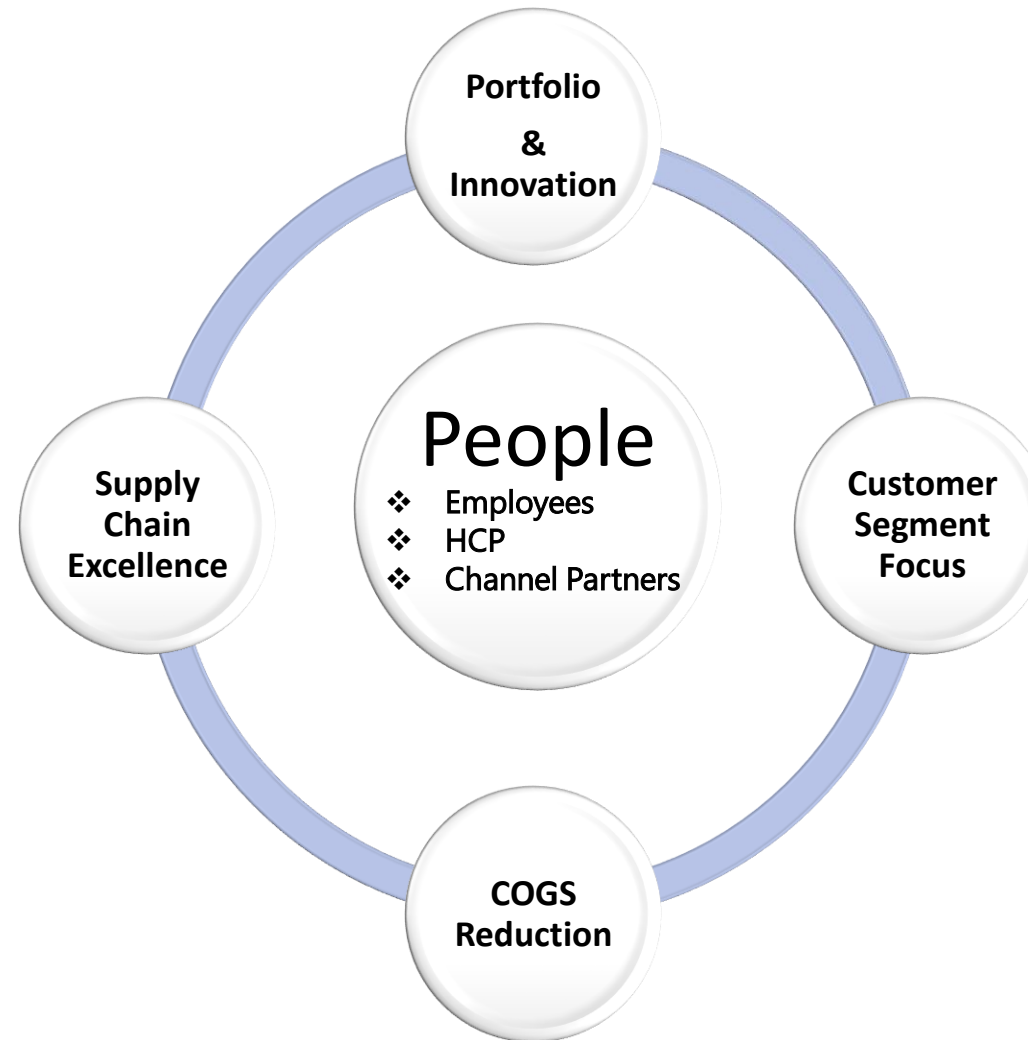 Portfolio
&
Innovation
People
❖ Employees
❖ HCP
❖ Channel Partners
Supply
Chain
Excellence
Customer
Segment
Focus
COGS
Reduction